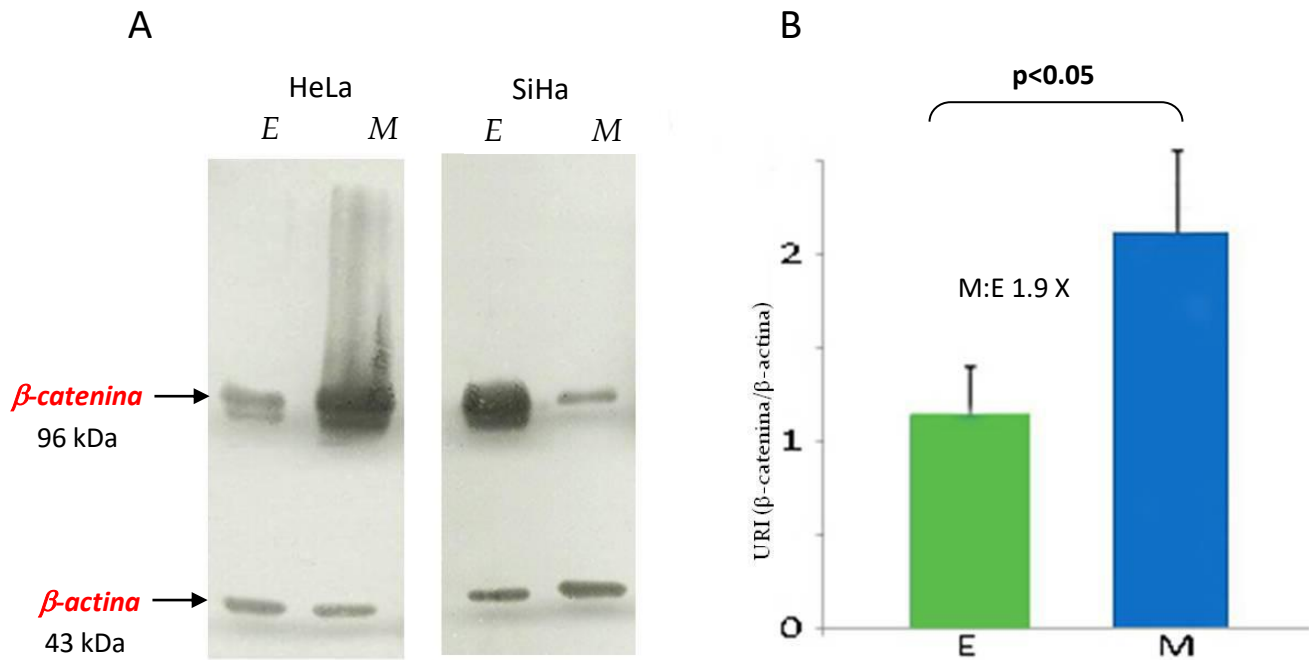 A
HeLa
SiHa
E
M
E
M
β-catenina
96 kDa
β-actina
43 kDa
B
p<0.05
URI (β-catenina/β-actina)
2
1
0
M:E 1.9 X
E
M